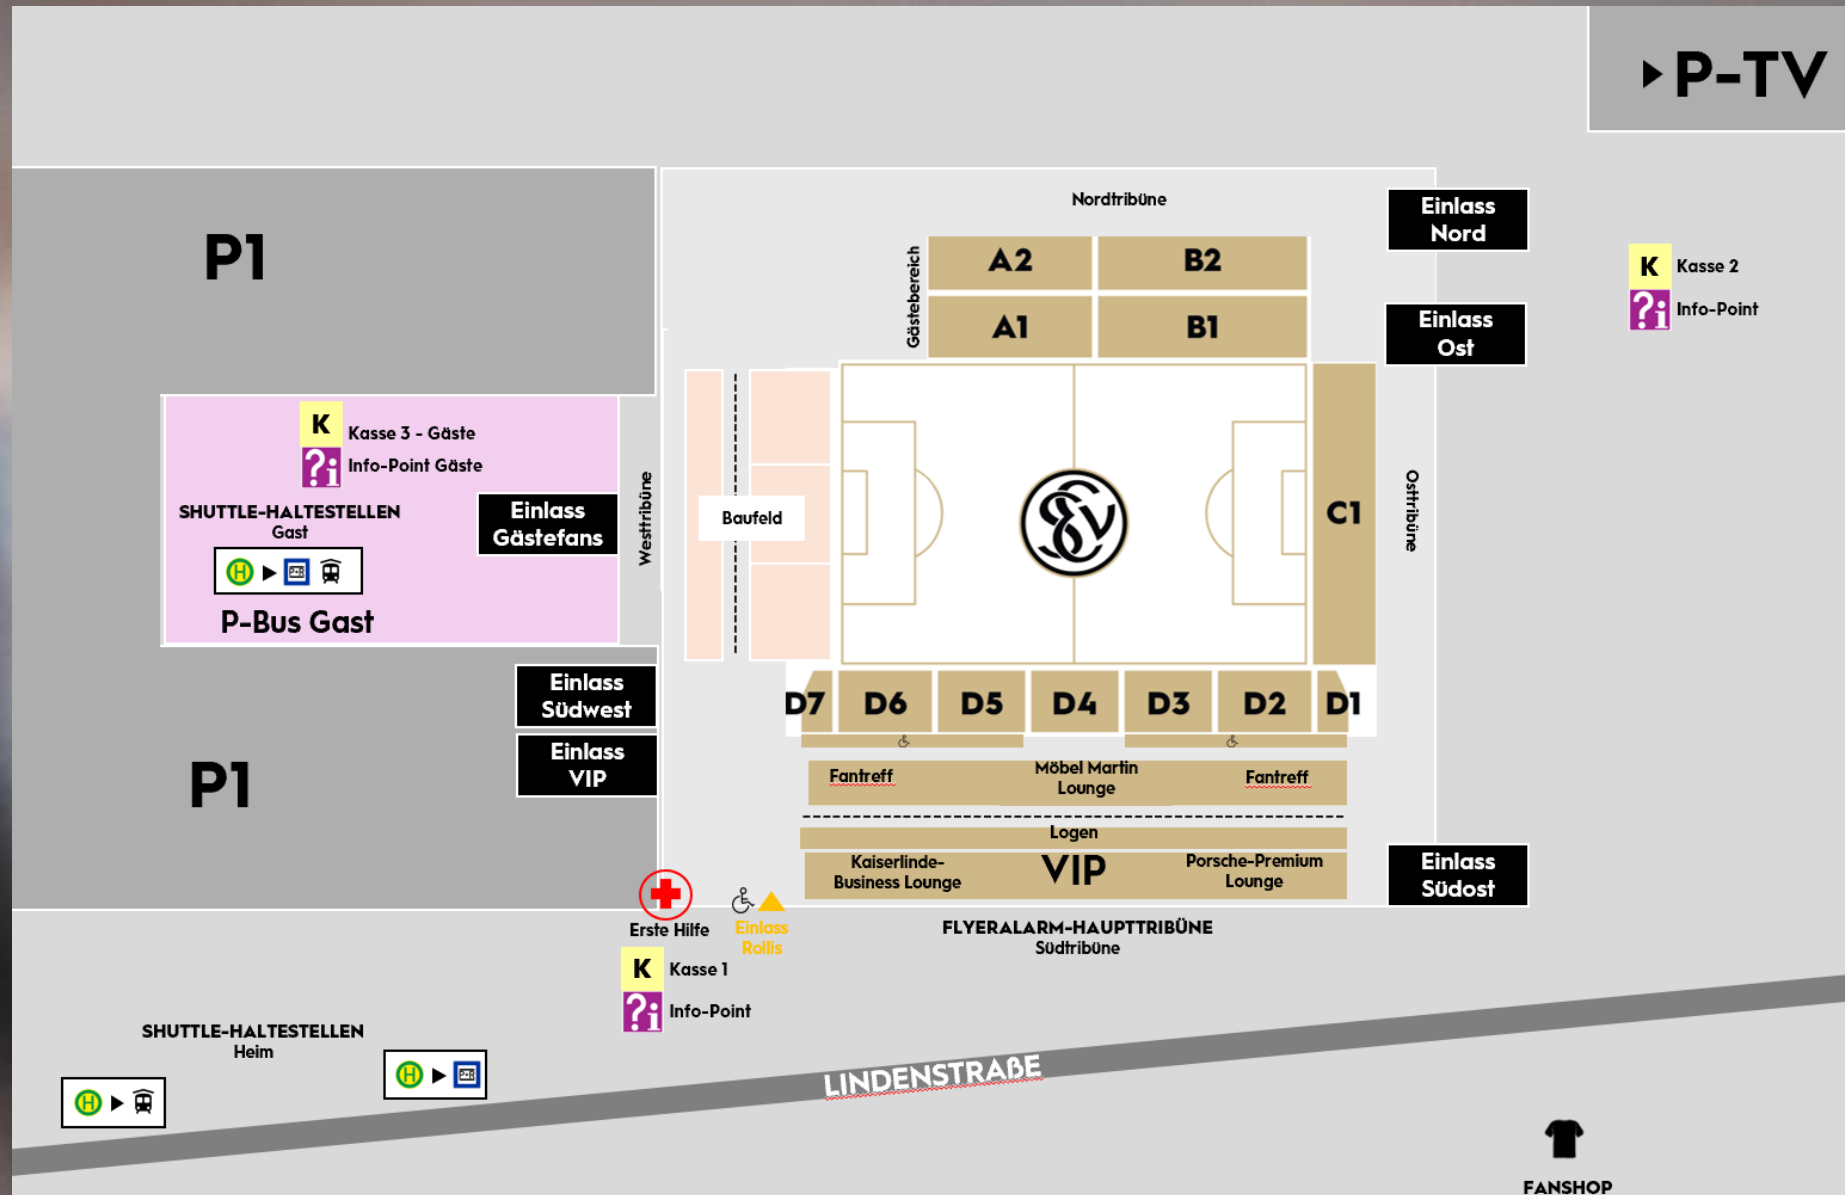 P-TV
Nordtribüne
Einlass
Nord
P1
Gästebereich
A2
B2
K
Kasse 2
A1
B1
?i
Info-Point
Einlass
Ost
K
Kasse 3 - Gäste
?i
Info-Point Gäste
SHUTTLE-HALTESTELLEN
Gast
H
P+R
P-Bus Gast
Einlass
Gästefans
Westtribüne
Baufeld
SVE
C1
Osttribüne
Einlass
Südwest
Einlass
VIP
P1
D7
D6
D5
D4
D3
D2
D1
Fantreff
Möbel Martin
Lounge
Fantreff
Logen
Kaiserlinde-
Business Lounge
VIP
Porsche-Premium
Lounge
Einlass
Südost
Erste Hilfe
Einlass
Rollis
FLYERALARM-HAUPTTRIBÜNE
Südtribüne
K
Kasse 1
?i
Info-Point
SHUTTLE-HALTESTELLEN
Heim
H
P+R
H
LINDENSTRAßE
FANSHOP